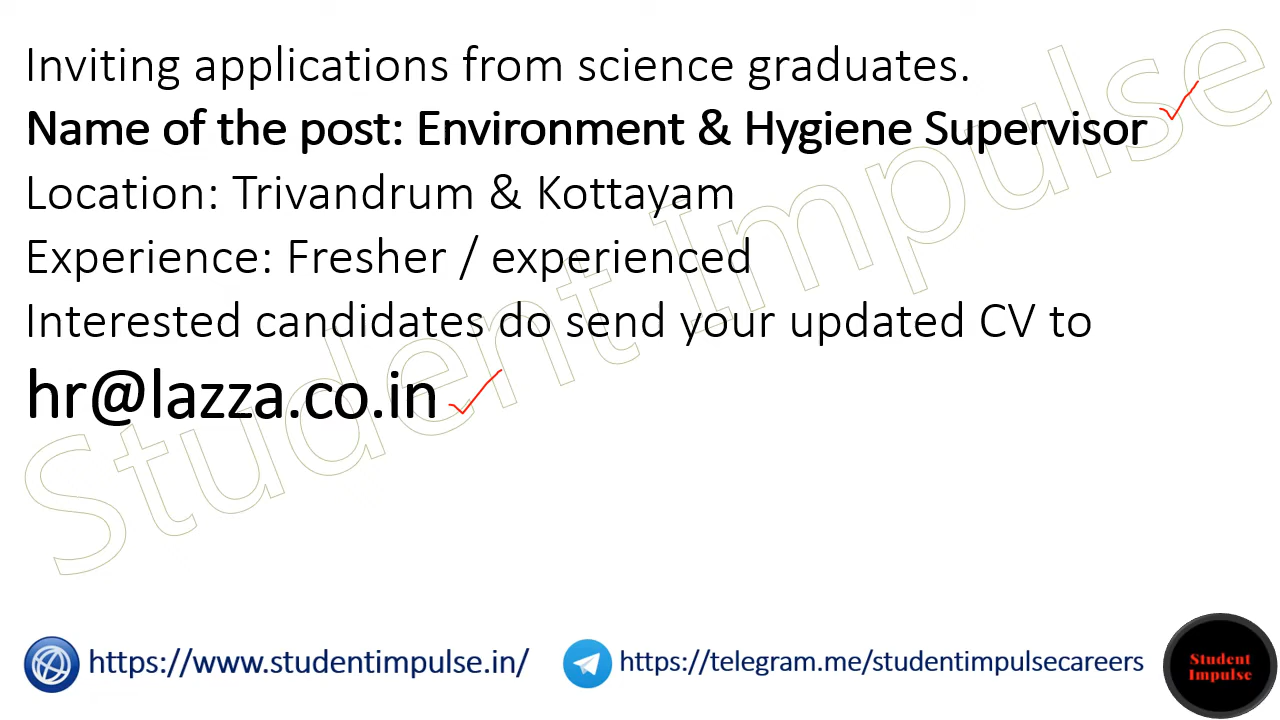 Inviting applications from science graduates.
Name of the post: Environment & Hygiene Supervisor
Location: Trivandrum & Kottayam
Experience: Fresher / experienced
Interested candidates do send your updated CV to
hr@lazza.co.in
Student Impulse
https://www.studentimpulse.in/
https://telegram.me/studentimpulsecareers
Student
Impulse